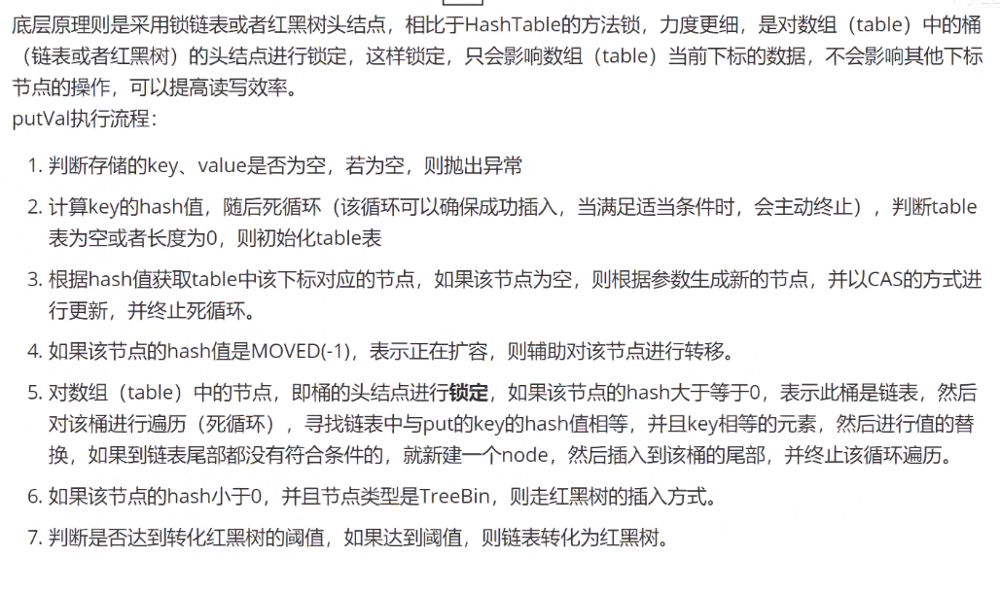 底层原理则是采用锁链表或者红黑树头结点，相比于HashTable的方法锁，力度更细，是对数组（table）中的桶
（链表或者红黑树）的头结点进行锁定，这样锁定，只会影响数组（table）当前下标的数据，不会影响其他下标
节点的操作，可以提高读写效率。
putVal执行流程：
1. 判断存储的key、value是否为空，若为空，则抛出异常
2. 计算key的hash值，随后死循环（该循环可以确保成功插入，当满足适当条件时，会主动终止），判断table
表为空或者长度为0，则初始化table表
3. 根据hash值获取table中该下标对应的节点，如果该节点为空，则根据参数生成新的节点，并以CAS的方式进
行更新，并终止死循环。
4. 如果该节点的hash值是MOVED(-1)，表示正在扩容，则辅助对该节点进行转移。
5. 对数组（table）中的节点，即桶的头结点进行锁定，如果该节点的hash大于等于0，表示此桶是链表，然后
对该桶进行遍历（死循环），寻找链表中与put的key的hash值相等，并且key相等的元素，然后进行值的替
换，如果到链表尾部都没有符合条件的，就新建一个node，然后插入到该桶的尾部，并终止该循环遍历。
6. 如果该节点的hash小于0，并且节点类型是TreeBin，则走红黑树的插入方式。
7. 判断是否达到转化红黑树的阈值，如果达到阈值，则链表转化为红黑树。